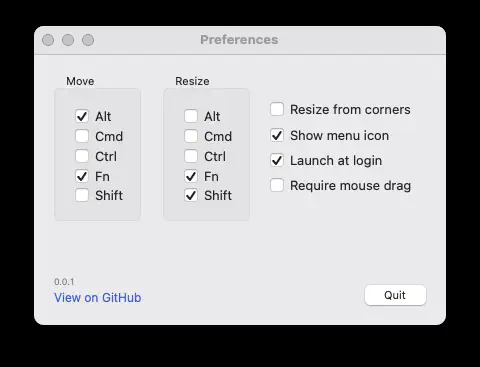 Preferences
Move
Alt
Cmd
Ctrl
Fn
Shift
Resize
Alt
Cmd
Ctrl
Fn
Shift
Resize from corners
Show menu icon
Launch at login
Require mouse drag
0.0.1
View on GitHub
Quit